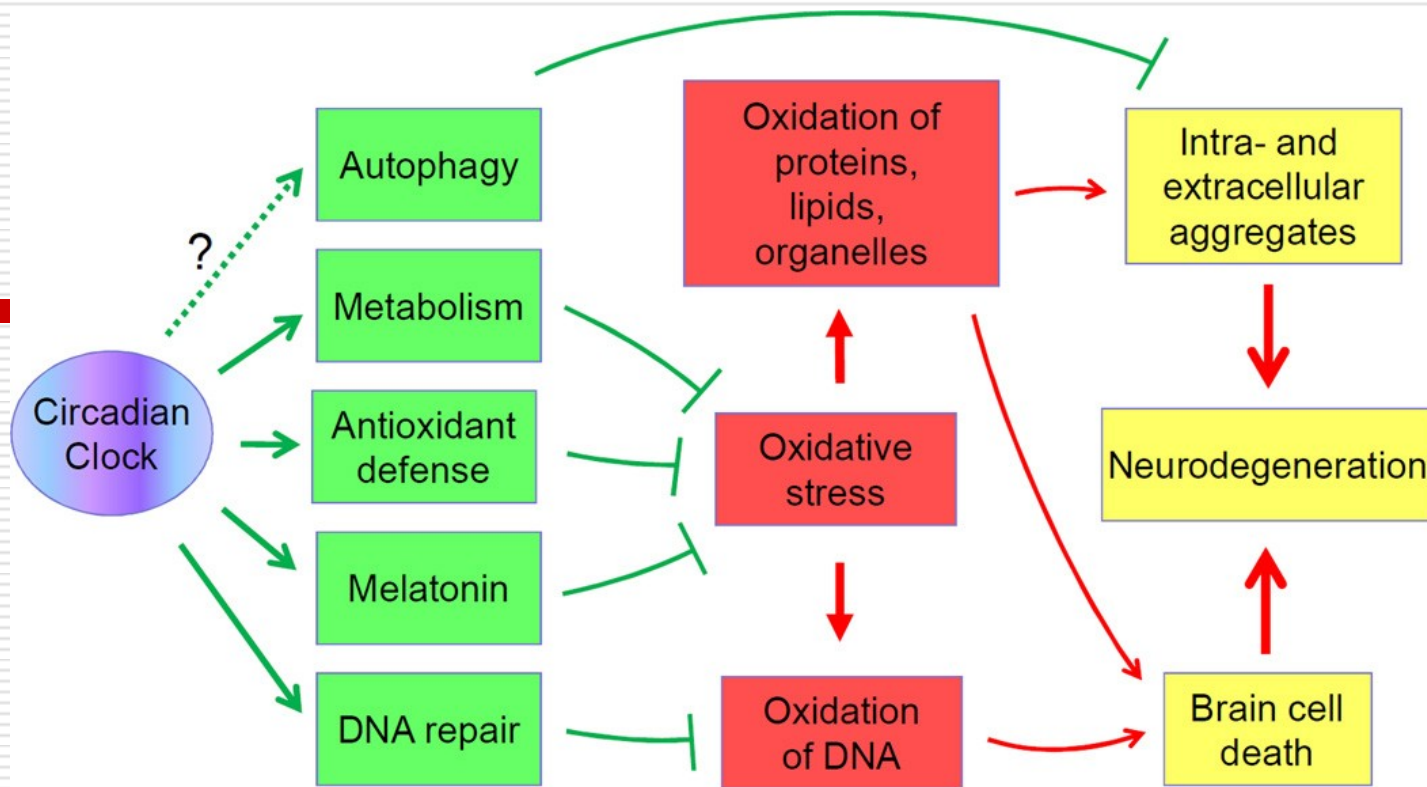 Autophagy
?
Metabolism
Circadian
Clock
Antioxidant
defense
Melatonin
DNA repair
Oxidation of
proteins,
lipids,
organelles
Oxidative
stress
Oxidation
of DNA
Intra- and
extracellular
aggregates
Neurodegeneration
Brain cell
death